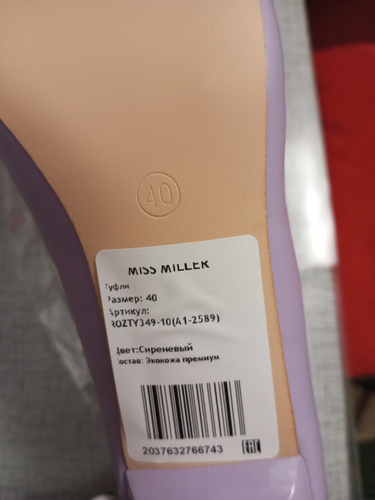 40
MISS MILLER
Туфли
Размер: 40
Артикул:
ROZTY349-10(A1-2589)
Цвет:Сиреневый
Состав: Экокожа премиум
2037632766743
EAC